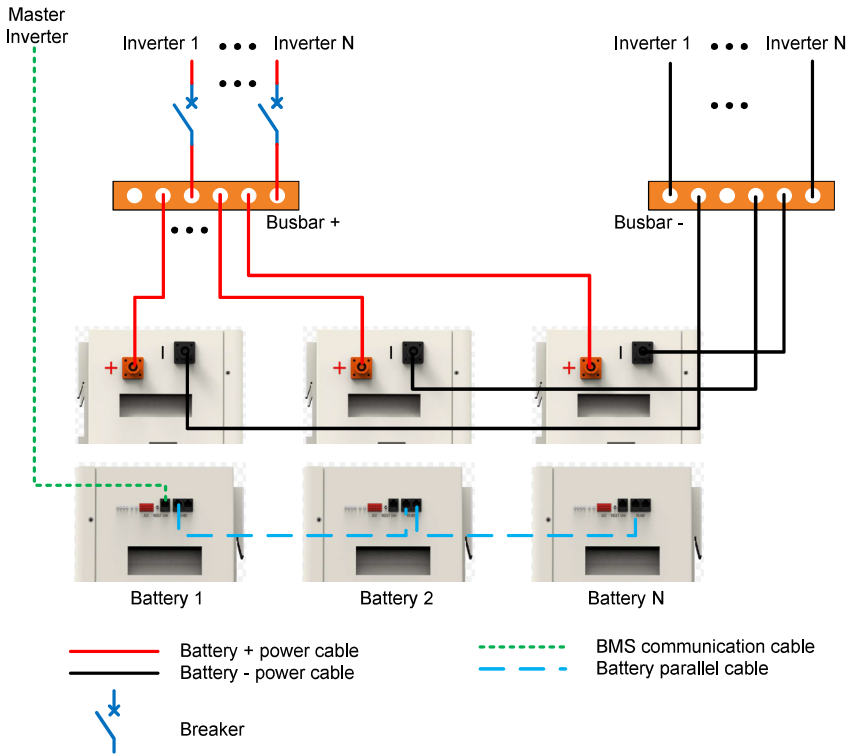 Master
Inverter
Inverter 1
Inverter N
Inverter 1
Inverter N
Busbar +
Busbar -
+
+
+
Battery 1
Battery 2
Battery N
Battery + power cable
Battery - power cable
BMS communication cable
Battery parallel cable
Breaker